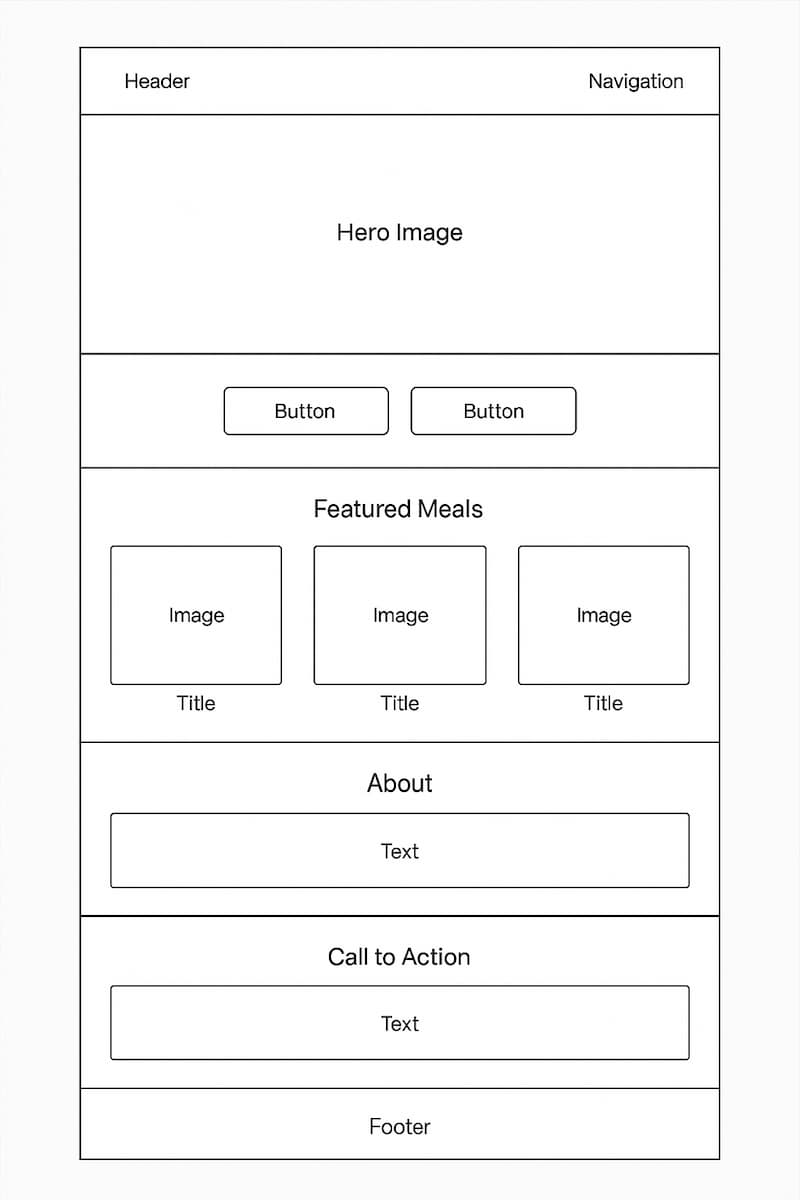 Header Navigation
Hero Image
Button Button
Featured Meals
Image Image Image
Title Title Title
About
Text
Call to Action
Text
Footer